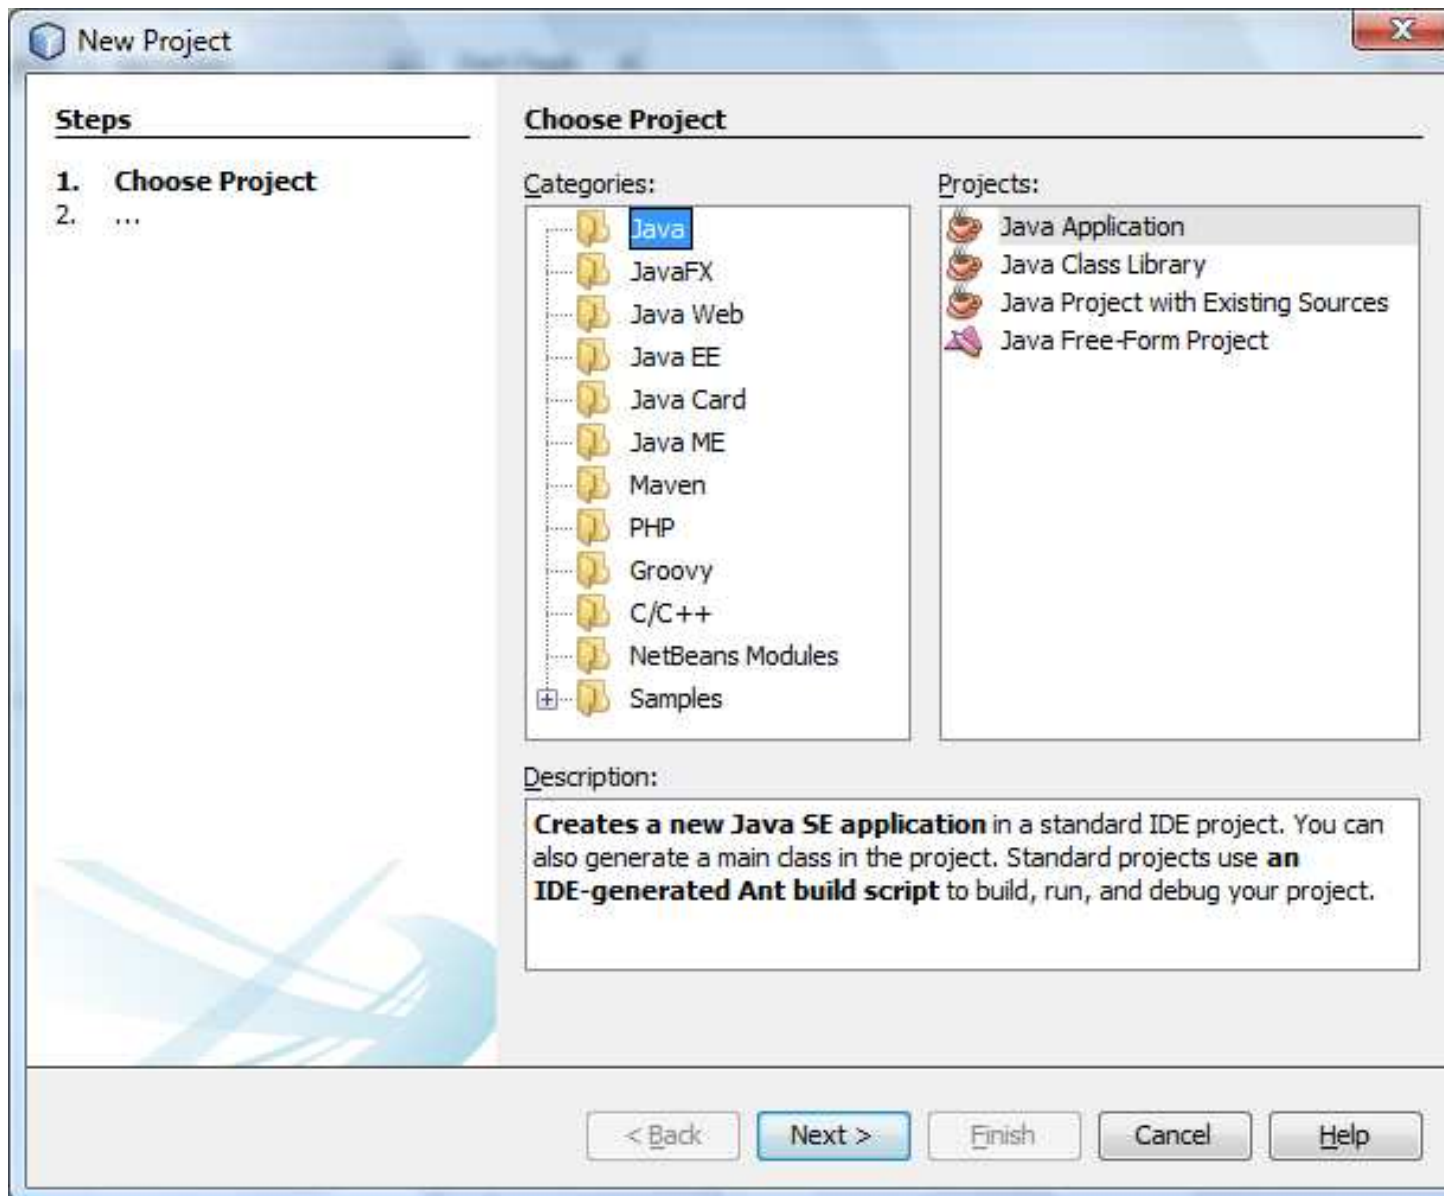 New Project
X
Steps
1. Choose Project
2. ...
Choose Project
Categories:
Java
JavaFX
Java Web
Java EE
Java Card
Java ME
Maven
PHP
Groovy
C/C++
NetBeans Modules
Samples
Projects:
Java Application
Java Class Library
Java Project with Existing Sources
Java Free-Form Project
Description:
Creates a new Java SE application in a standard IDE project. You can
also generate a main class in the project. Standard projects use an
IDE-generated Ant build script to build, run, and debug your project.
< Back Next > Finish Cancel Help